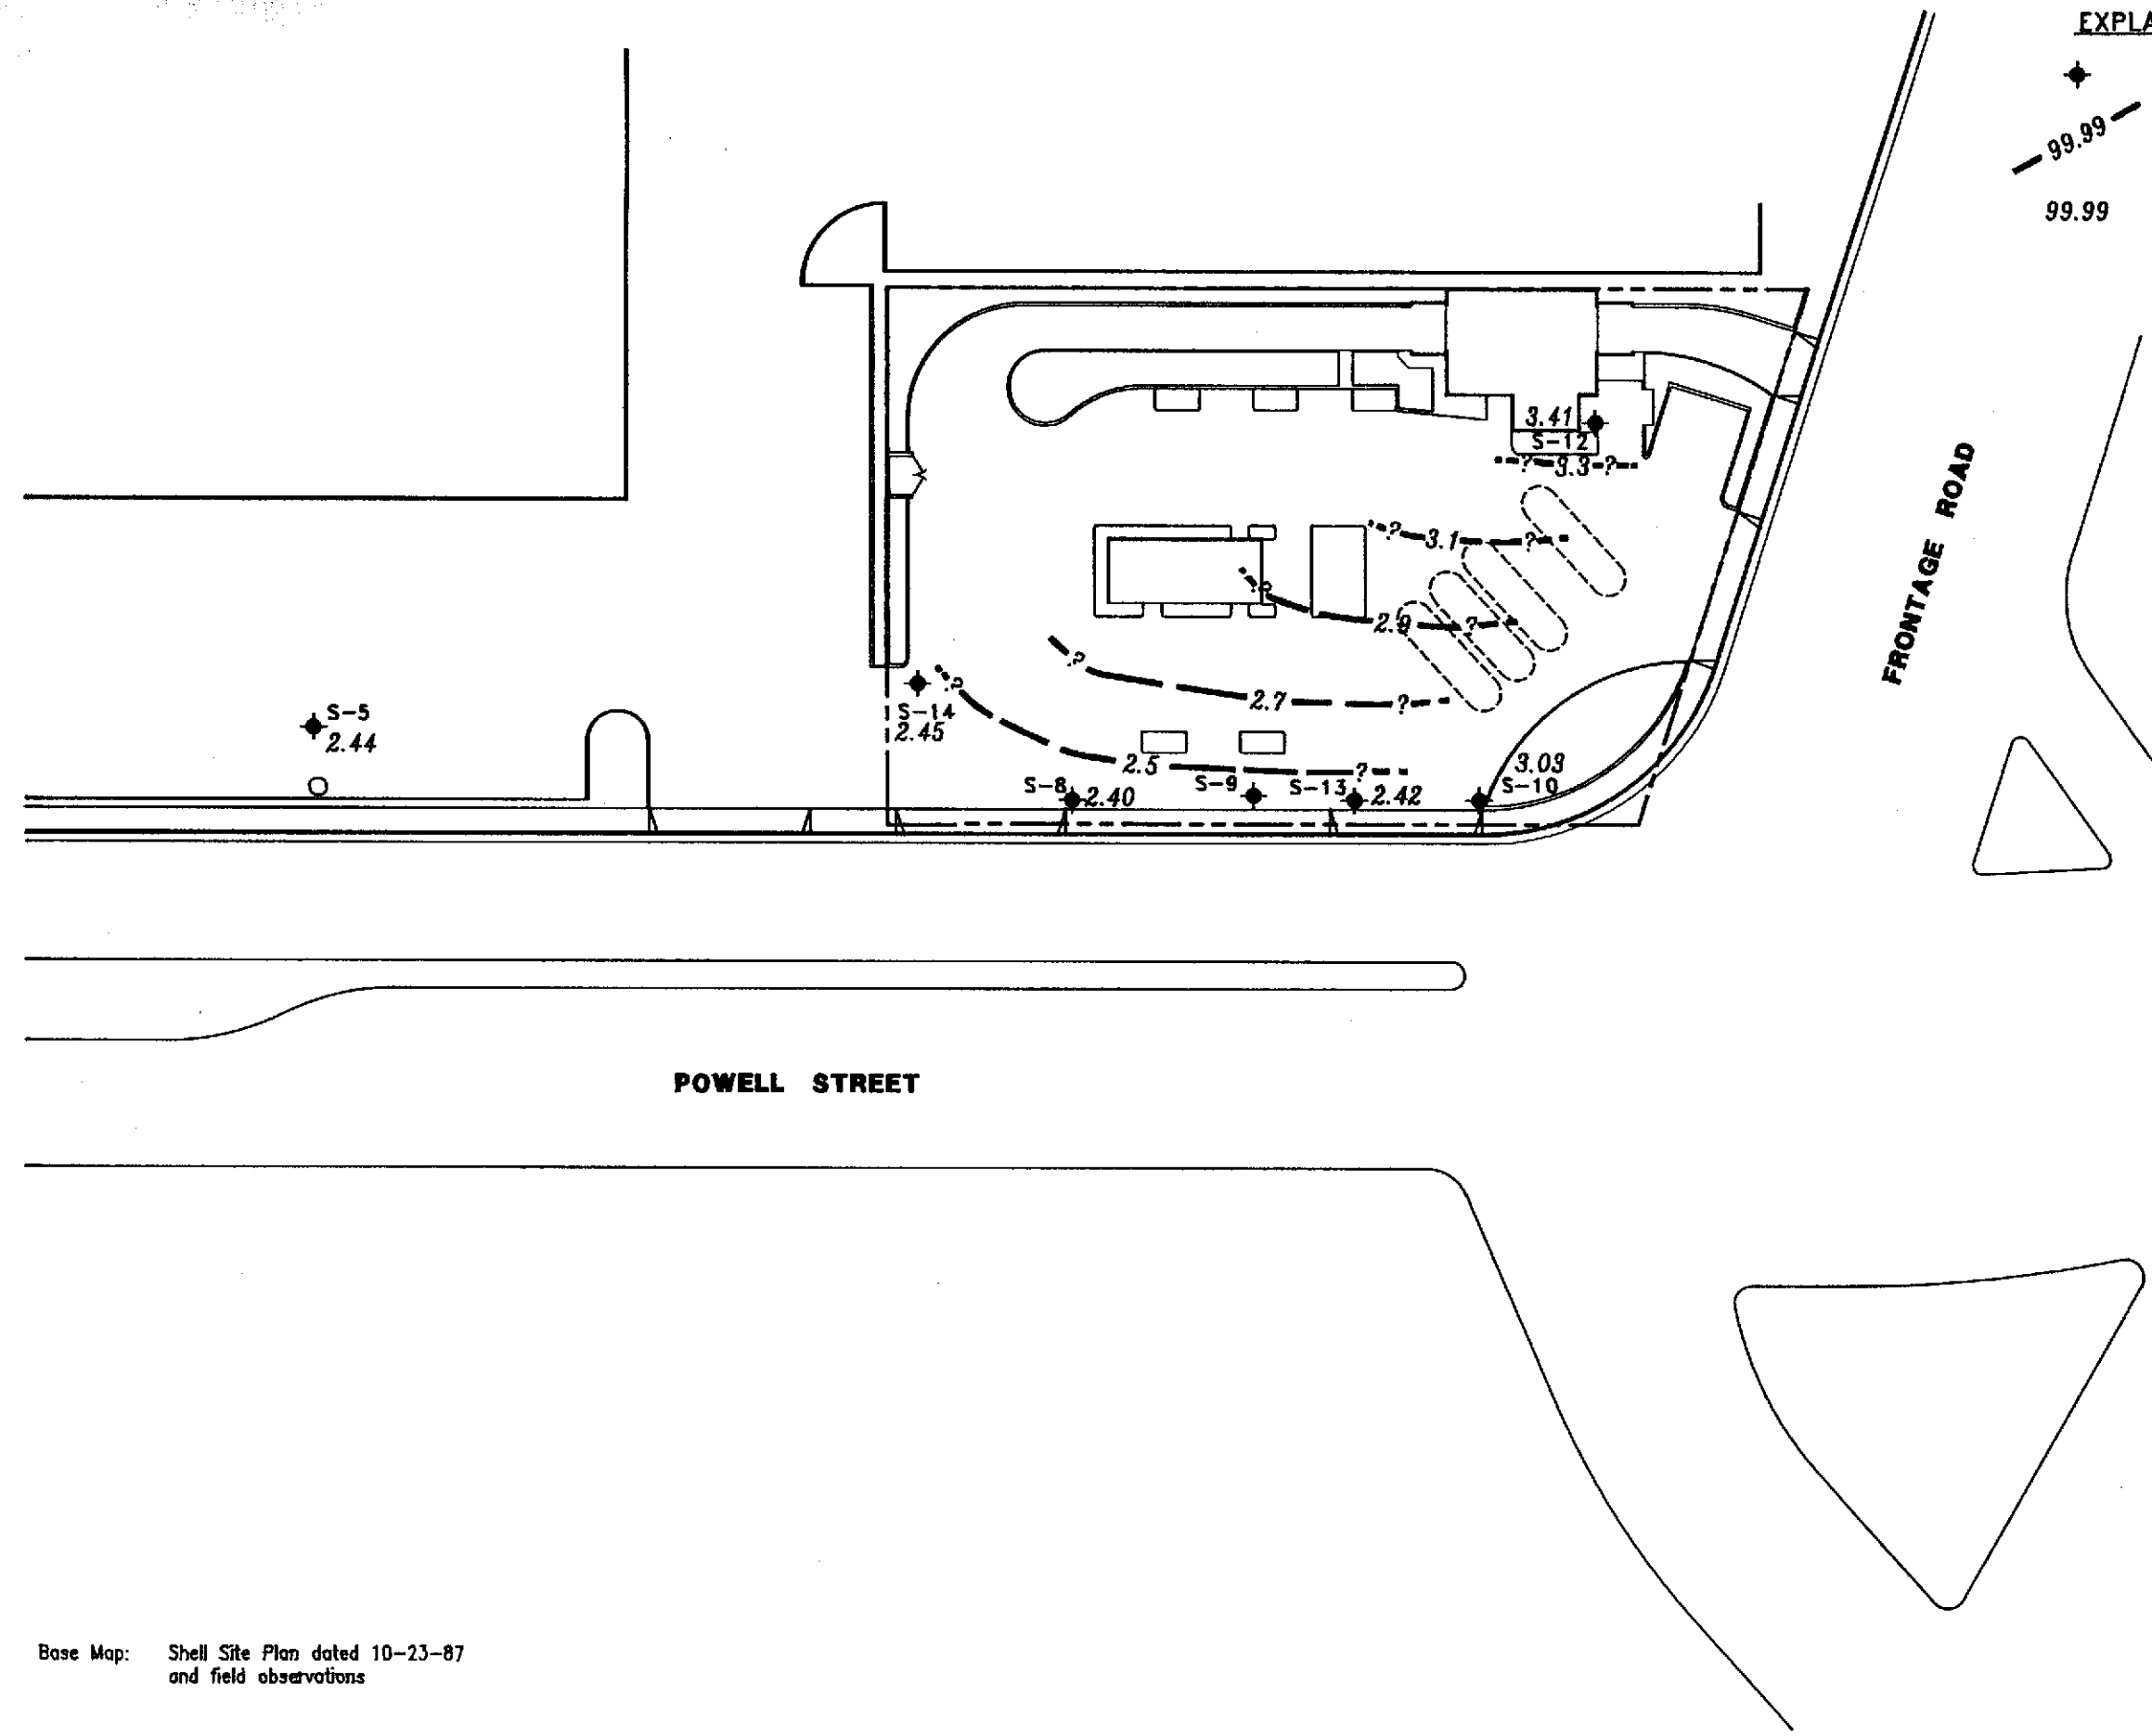 EXPLA
99.99
99.99
3.41
S-12
?-3.3-?
FRONTAGE ROAD
? 3.1 ?
? 2.9 ?
? 2.7 ?
S-5
2.44
S-14
2.45
? 2.5 ?
3.03
S-10
S-8
2.40
S-9
S-13
2.42
POWELL STREET
Base Map: Shell Site Plan dated 10-23-87
and field observations